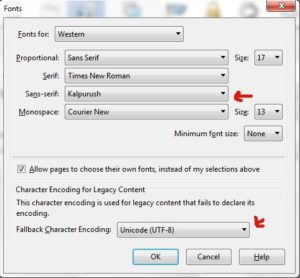 Fonts
Fonts for: Western
Proportional: Sans Serif Size: 17
Serif: Times New Roman
Sans-serif: Kalpurush
Monospace: Courier New Size: 13
Minimum font size: None
Allow pages to choose their own fonts, instead of my selections above
Character Encoding for Legacy Content
This character encoding is used for legacy content that fails to declare its
encoding.
Fallback Character Encoding: Unicode (UTF-8)
OK Cancel Help